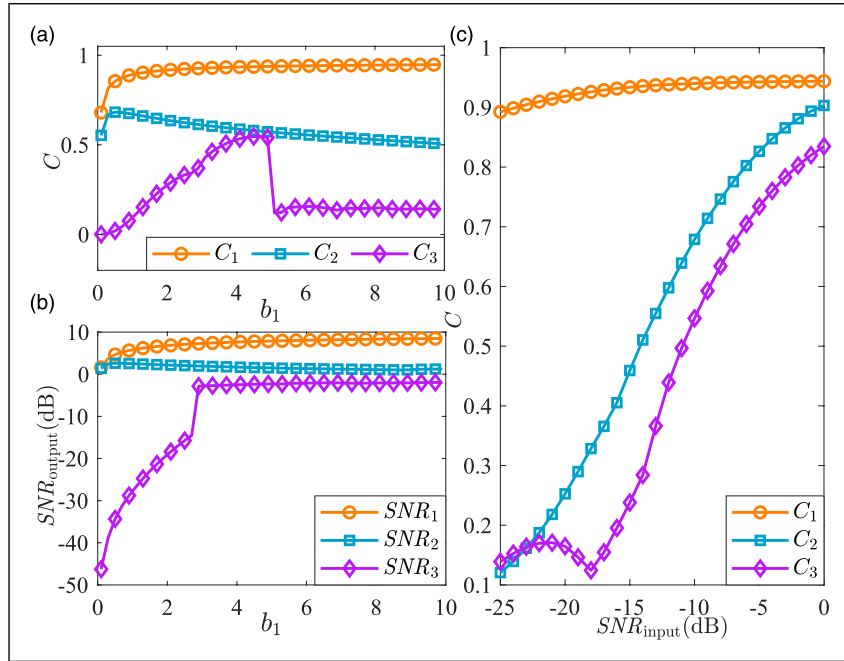 (a)
1
0.5
0
C
C₁ C₂ C₃
0 2 4 6 8 10
b₁
(b)
10
0
-10
-20
-30
-40
-50
SNR_output(dB)
SNR₁
SNR₂
SNR₃
0 2 4 6 8 10
b₁
(c)
1
0.9
0.8
0.7
0.6
0.5
0.4
0.3
0.2
0.1
C
C₁
C₂
C₃
-25 -20 -15 -10 -5 0
SNR_input(dB)